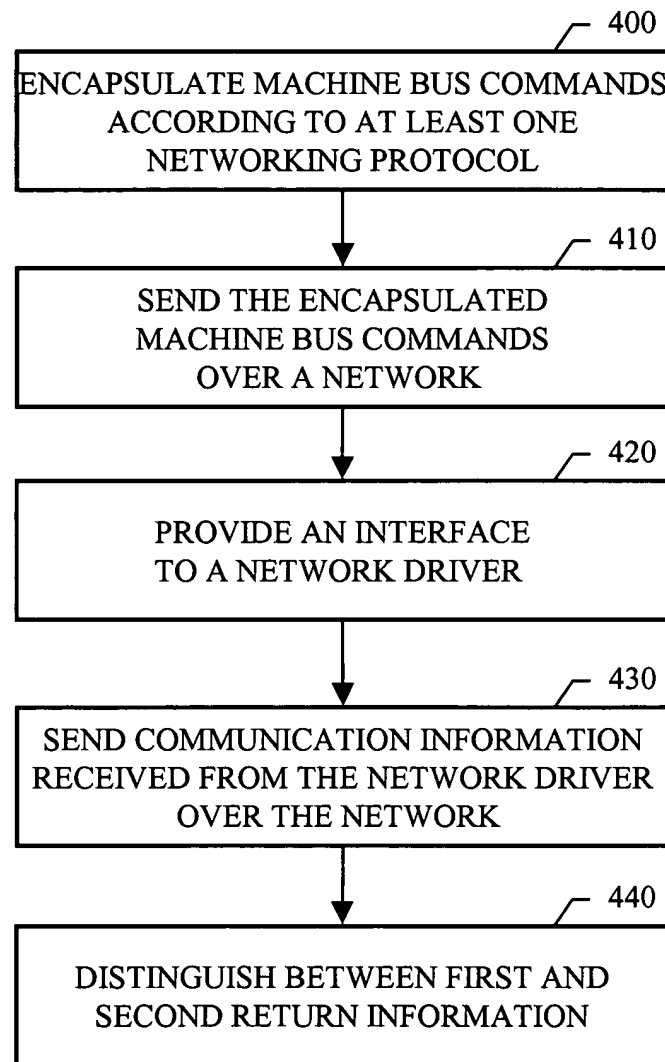 400
ENCAPSULATE MACHINE BUS COMMANDS
ACCORDING TO AT LEAST ONE
NETWORKING PROTOCOL
410
SEND THE ENCAPSULATED
MACHINE BUS COMMANDS
OVER A NETWORK
420
PROVIDE AN INTERFACE
TO A NETWORK DRIVER
430
SEND COMMUNICATION INFORMATION
RECEIVED FROM THE NETWORK DRIVER
OVER THE NETWORK
440
DISTINGUISH BETWEEN FIRST AND
SECOND RETURN INFORMATION